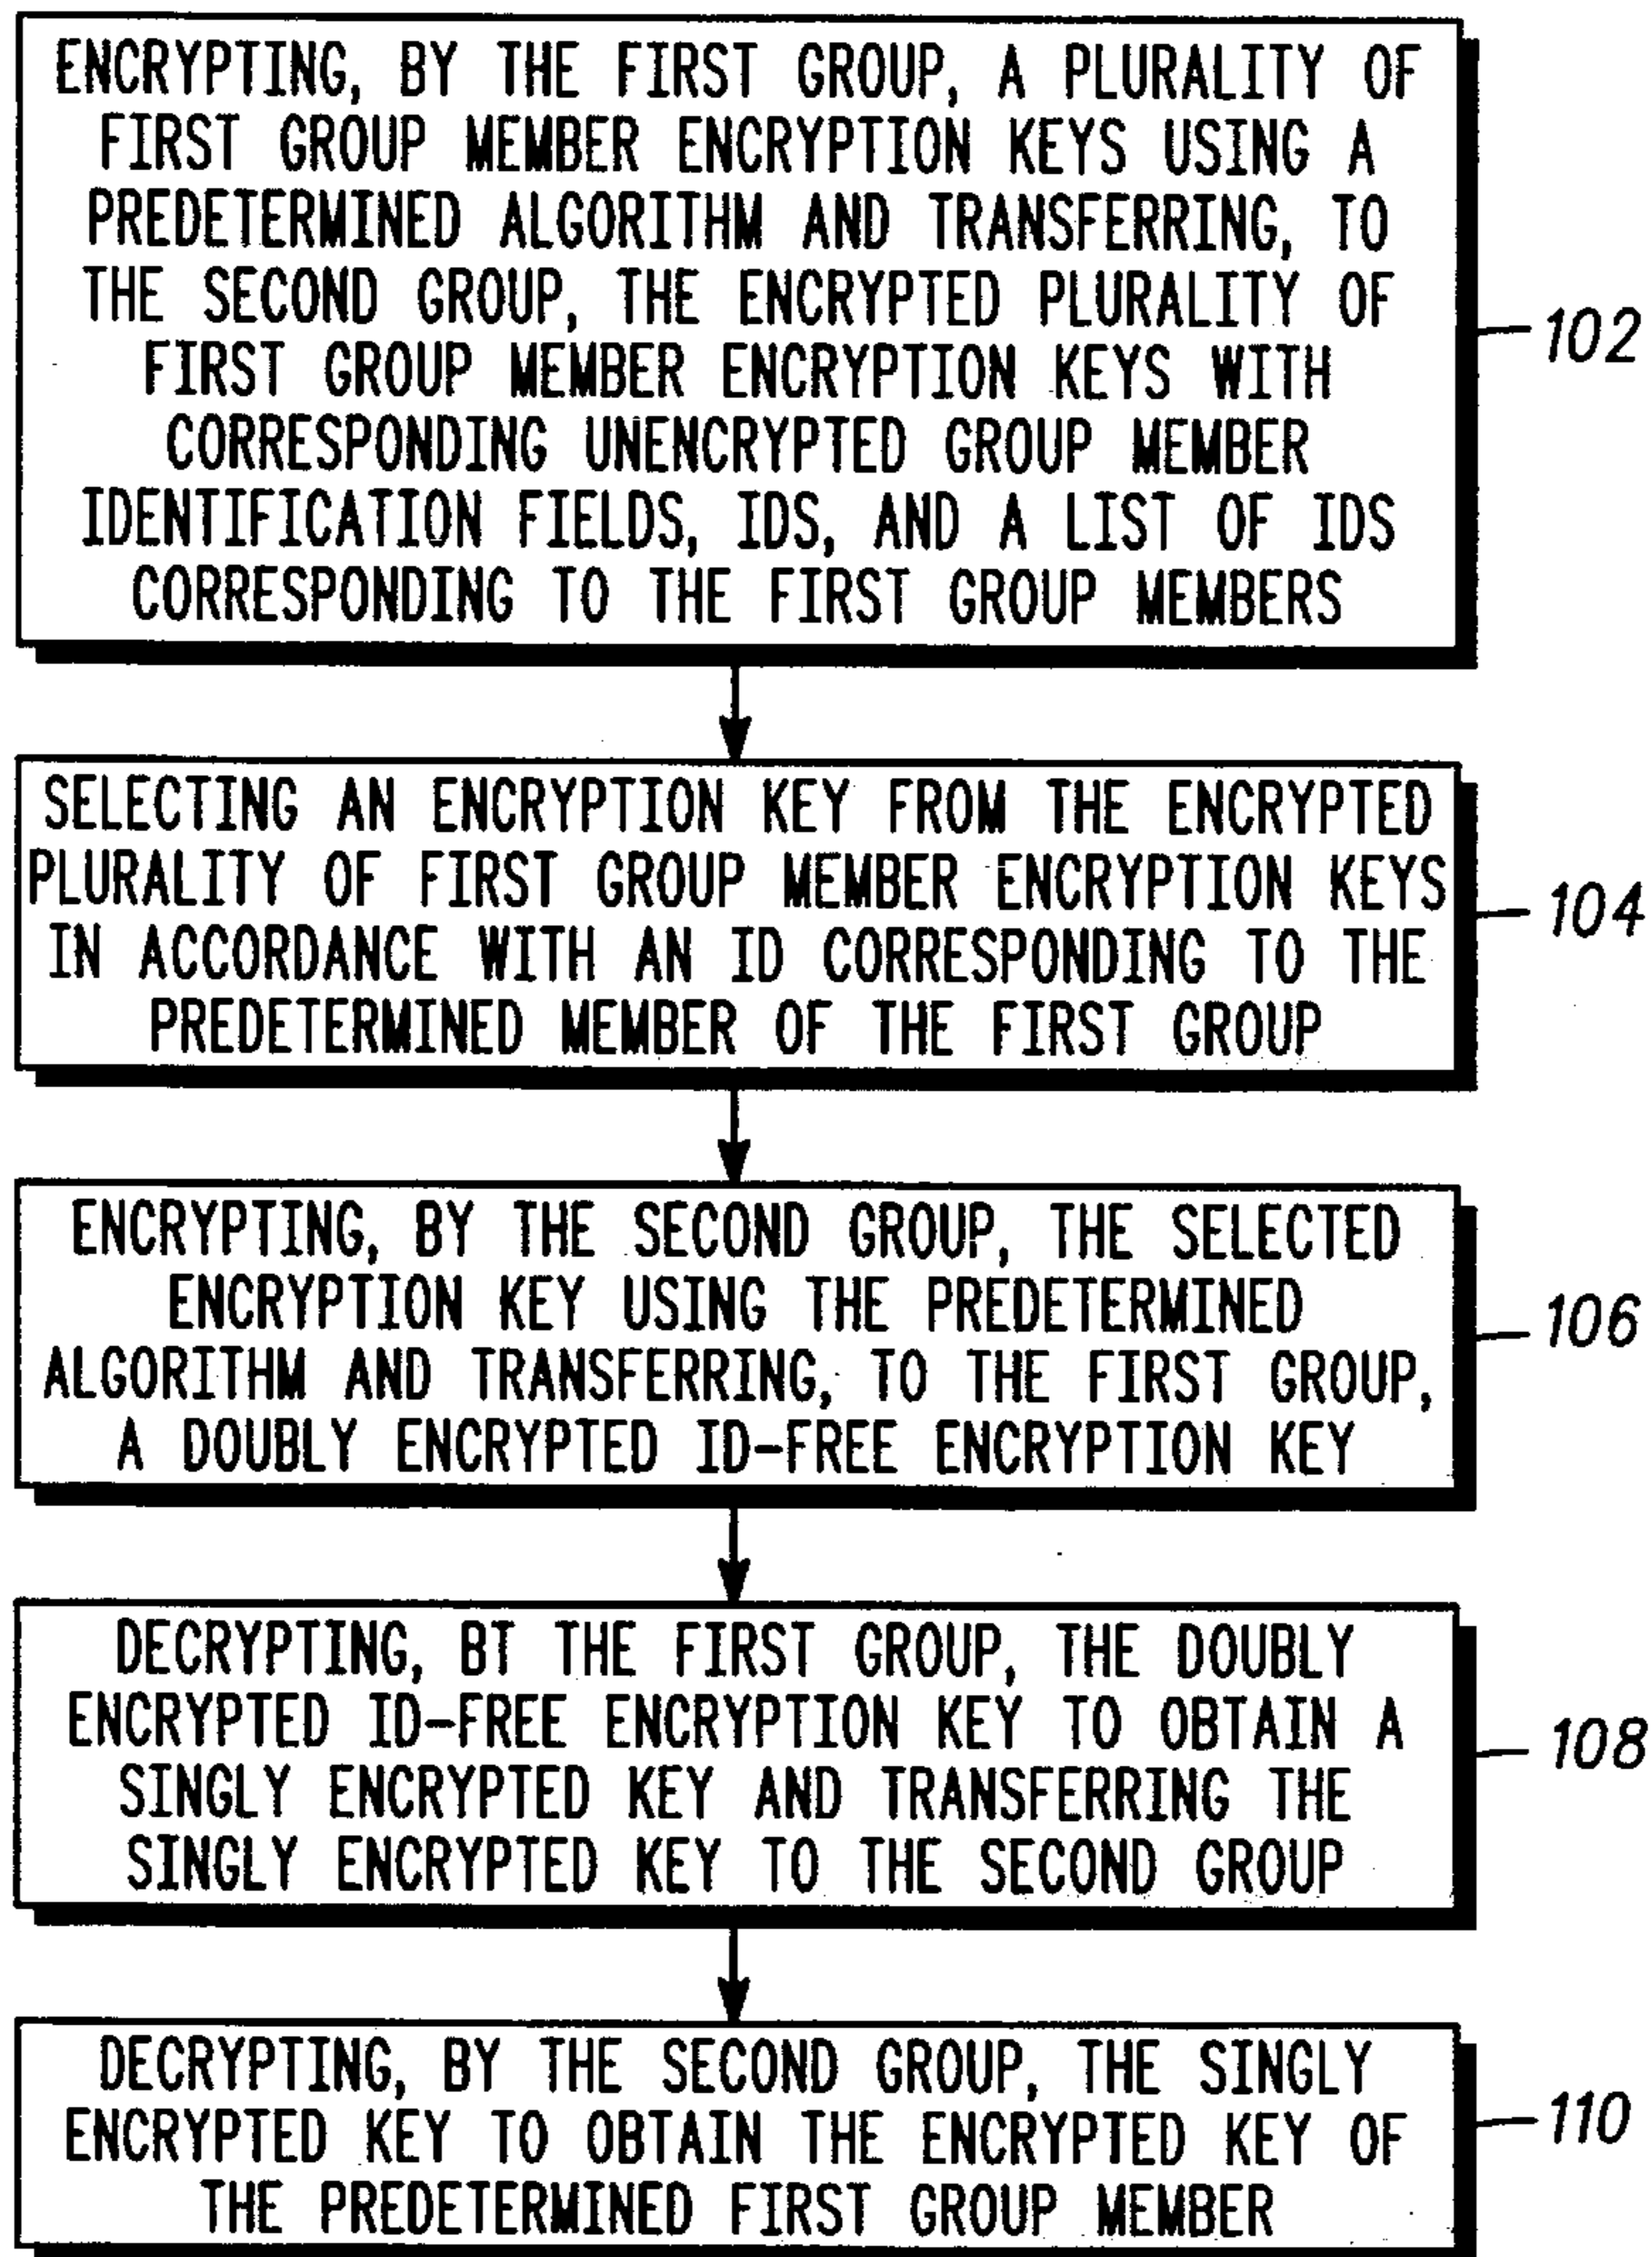 ENCRYPTING, BY THE FIRST GROUP, A PLURALITY OF
FIRST GROUP MEMBER ENCRYPTION KEYS USING A
PREDETERMINED ALGORITHM AND TRANSFERRING, TO
THE SECOND GROUP, THE ENCRYPTED PLURALITY OF
FIRST GROUP MEMBER ENCRYPTION KEYS WITH
CORRESPONDING UNENCRYPTED GROUP MEMBER
IDENTIFICATION FIELDS, IDS, AND A LIST OF IDS
CORRESPONDING TO THE FIRST GROUP MEMBERS
102
SELECTING AN ENCRYPTION KEY FROM THE ENCRYPTED
PLURALITY OF FIRST GROUP MEMBER ENCRYPTION KEYS
IN ACCORDANCE WITH AN ID CORRESPONDING TO THE
PREDETERMINED MEMBER OF THE FIRST GROUP
104
ENCRYPTING, BY THE SECOND GROUP, THE SELECTED
ENCRYPTION KEY USING THE PREDETERMINED
ALGORITHM AND TRANSFERRING, TO THE FIRST GROUP,
A DOUBLY ENCRYPTED ID-FREE ENCRYPTION KEY
106
DECRYPTING, BT THE FIRST GROUP, THE DOUBLY
ENCRYPTED ID-FREE ENCRYPTION KEY TO OBTAIN A
SINGLY ENCRYPTED KEY AND TRANSFERRING THE
SINGLY ENCRYPTED KEY TO THE SECOND GROUP
108
DECRYPTING, BY THE SECOND GROUP, THE SINGLY
ENCRYPTED KEY TO OBTAIN THE ENCRYPTED KEY OF
THE PREDETERMINED FIRST GROUP MEMBER
110